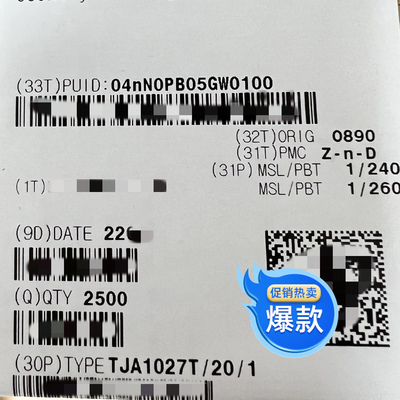 (33T)PUID:04nN0PB05GW0100
(32T)ORIG 0890
(31T)PMC Z-n-D
(31P) MSL/PBT 1/240
(1T)
MSL/PBT 1/260
(9D)DATE 22
(Q)QTY 2500
促销热卖
爆款
(30P)TYPE TJA1027T/20/1